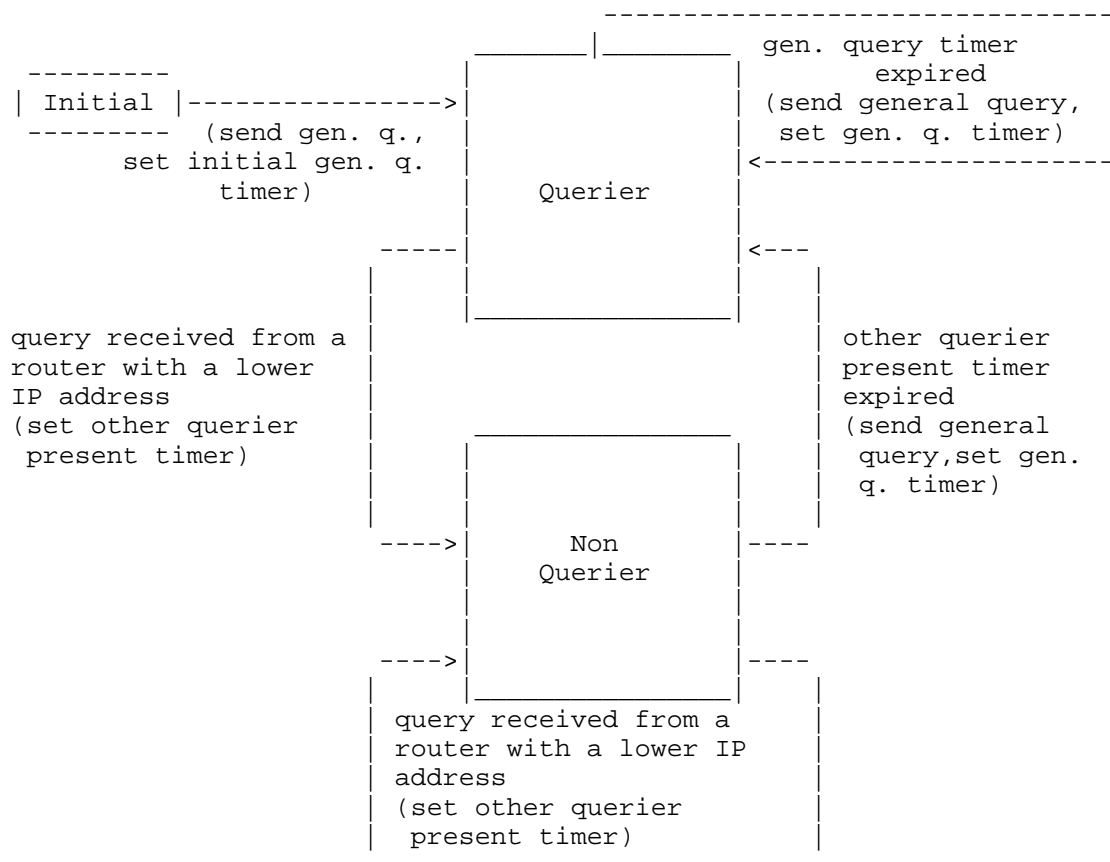 gen. query timer
expired
(send general query,
set gen. q. timer)
Initial
(send gen. q.,
set initial gen. q.
timer)
Querier
query received from a
router with a lower
IP address
(set other querier
present timer)
other querier
present timer
expired
(send general
query,set gen.
q. timer)
Non
Querier
query received from a
router with a lower IP
address
(set other querier
present timer)